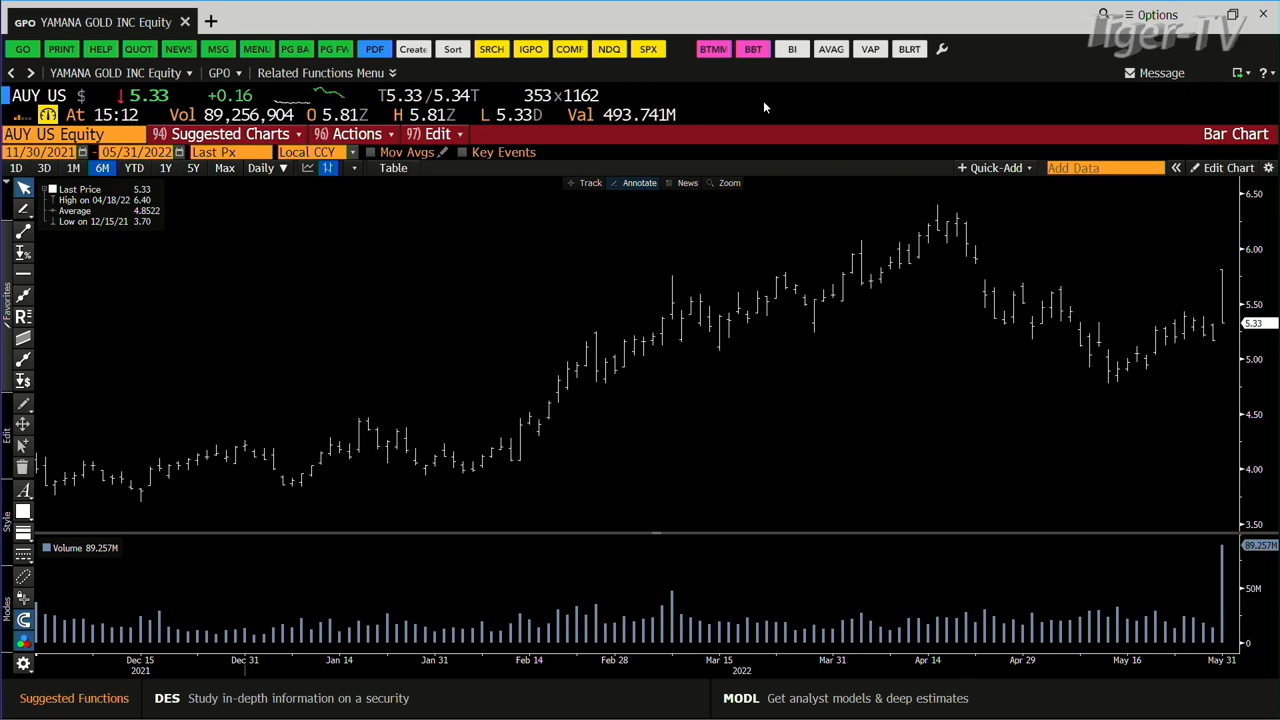 GPO YAMANA GOLD INC Equity
Options
Tiger-TV
GO PRINT HELP QUOT NEWS MSG MENU PG BA PG FW PDF Create Sort SRCH IGPO COMF NDQ SPX BTMM BBT BI AVAG VAP BLRT
YAMANA GOLD INC Equity GPO Related Functions Menu Message ?
AUY US $ ↓5.33 +0.16 T5.33/5.34T 353x1162
At 15:12 Vol 89,256,904 O 5.81Z H 5.81Z L 5.33D Val 493.741M
AUY US Equity 94) Suggested Charts 96) Actions 97) Edit Bar Chart
11/30/2021 - 05/31/2022 Last Px Local CCY Mov Avgs Key Events
1D 3D 1M 6M YTD 1Y 5Y Max Daily ▼ Table + Quick-Add Add Data « Edit Chart
Track Annotate News Zoom
Last Price 5.33
High on 04/18/22 6.40
Average 4.8522
Low on 12/15/21 3.70
6.50
6.00
5.50
5.33
5.00
4.50
4.00
3.50
Favorites
Edit
Style
Modes
Volume 89.257M
89.257M
50M
0
Dec 15 Dec 31 Jan 14 Jan 31 Feb 14 Feb 28 Mar 15 Mar 31 Apr 14 Apr 29 May 16 May 31
2021 2022
Suggested Functions DES Study in-depth information on a security MODL Get analyst models & deep estimates